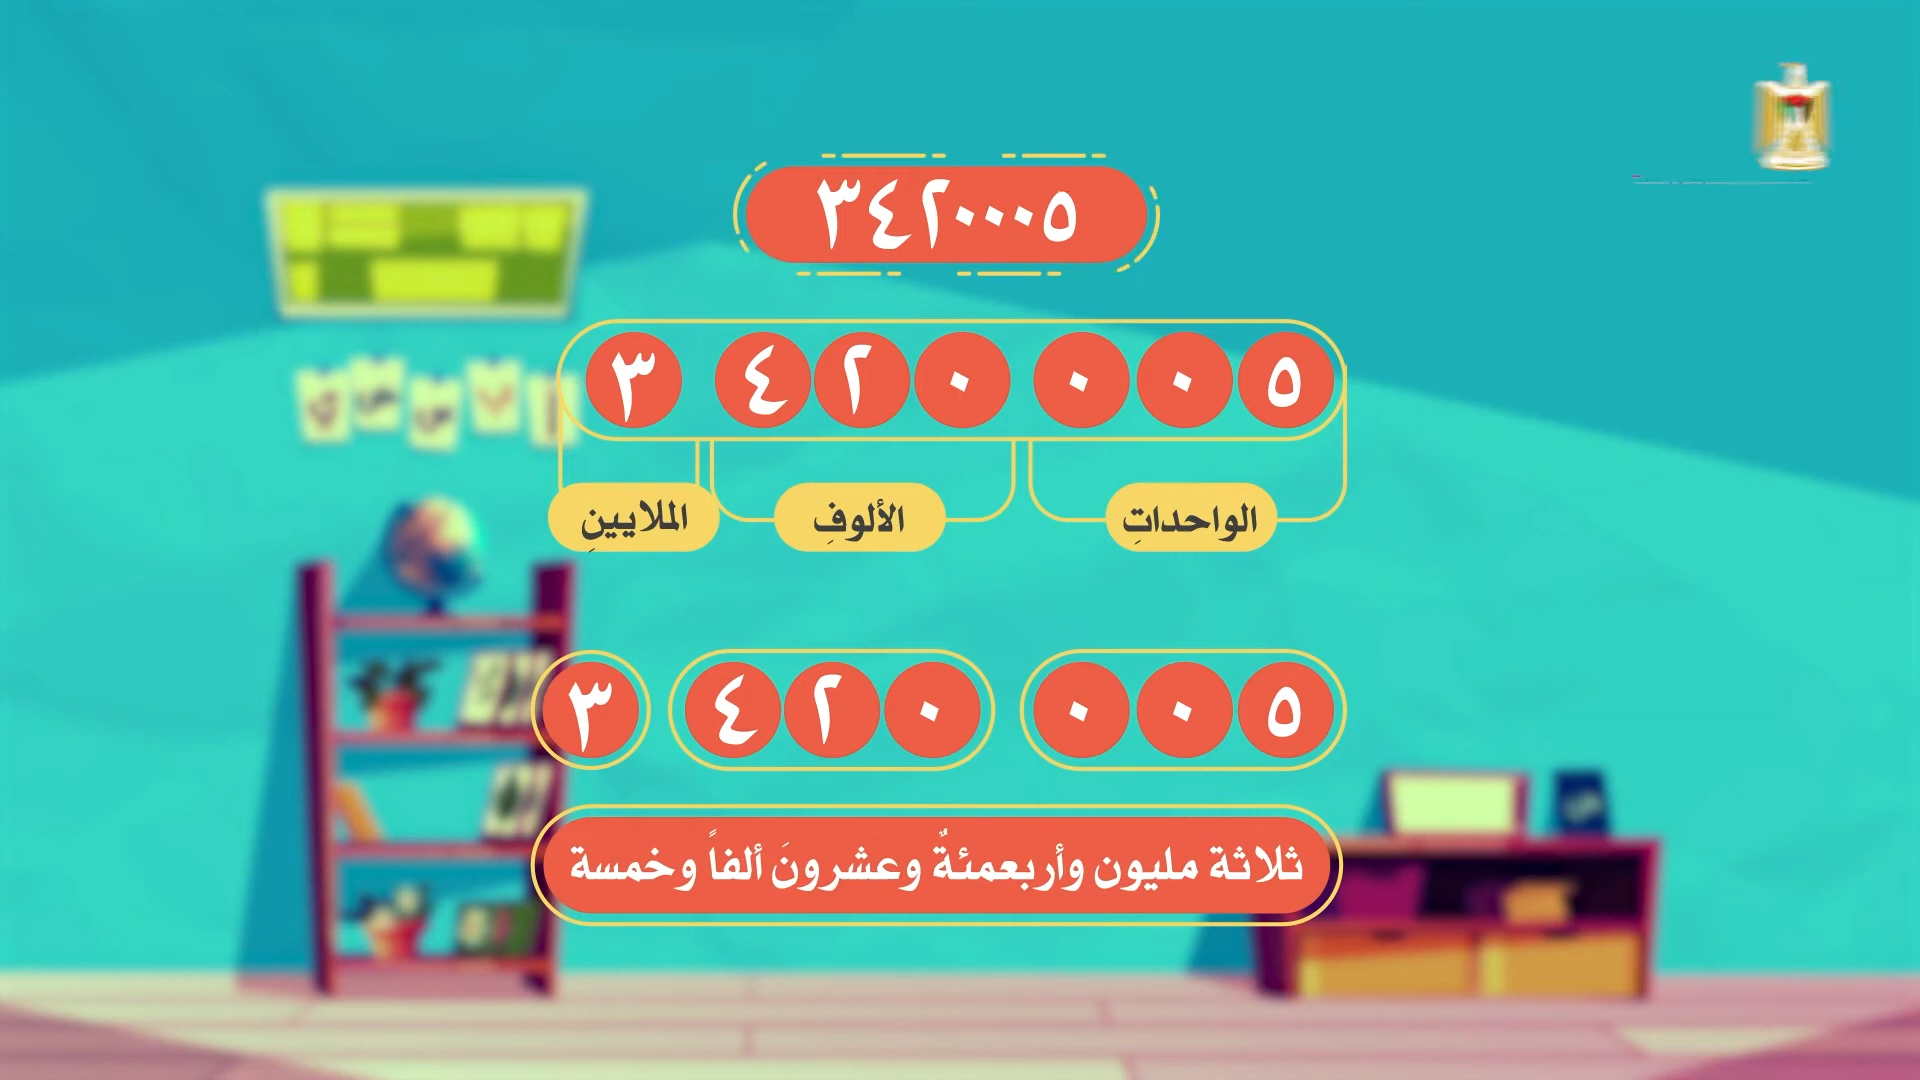 ٣٤٢٠٠٠٥
٣ ٤ ٢ ٠ ٠ ٠ ٥
الملايينِ الألوفِ الواحداتِ
٣ ٤ ٢ ٠ ٠ ٠ ٥
ثلاثة مليون وأربعمئةٌ وعشرونَ ألفاً وخمسة